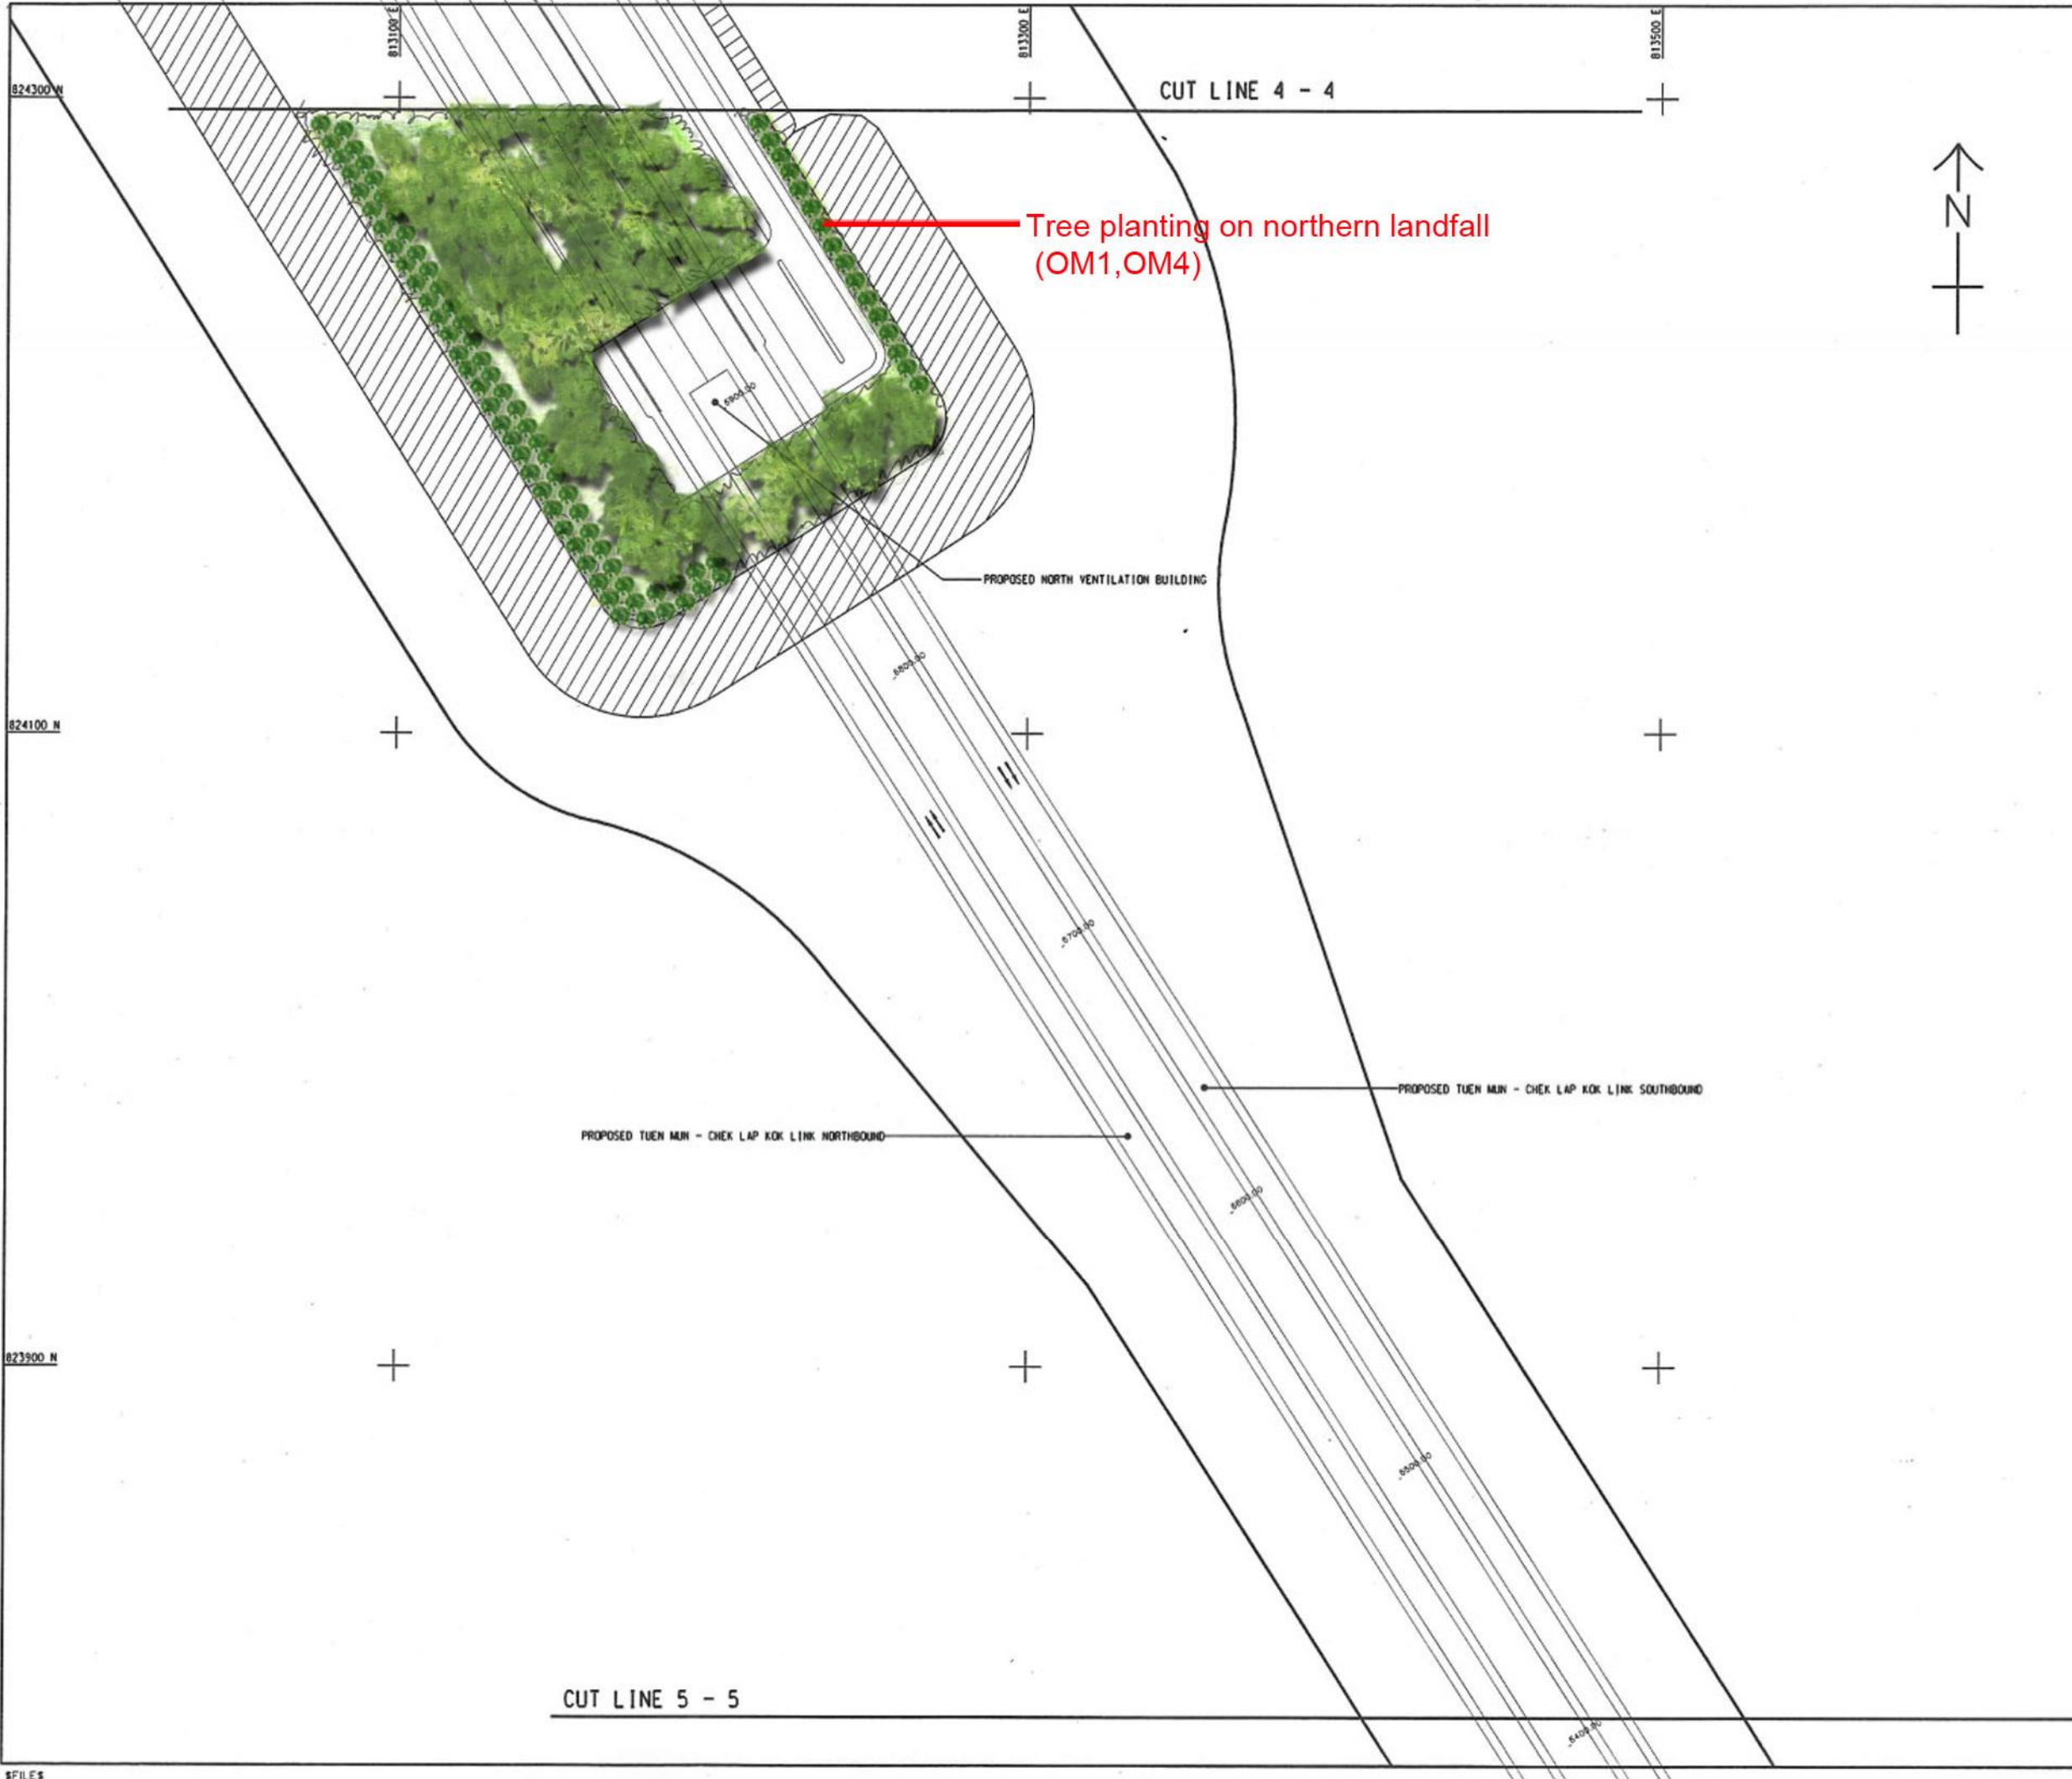 813100 E
813300 E
813500 E
824300 N
CUT LINE 4 - 4
N
Tree planting on northern landfall
(OM1,OM4)
PROPOSED NORTH VENTILATION BUILDING
824100 N
PROPOSED TUEN MUN - CHEK LAP KOK LINK SOUTHBOUND
PROPOSED TUEN MUN - CHEK LAP KOK LINK NORTHBOUND
823900 N
CUT LINE 5 - 5
$FILE$